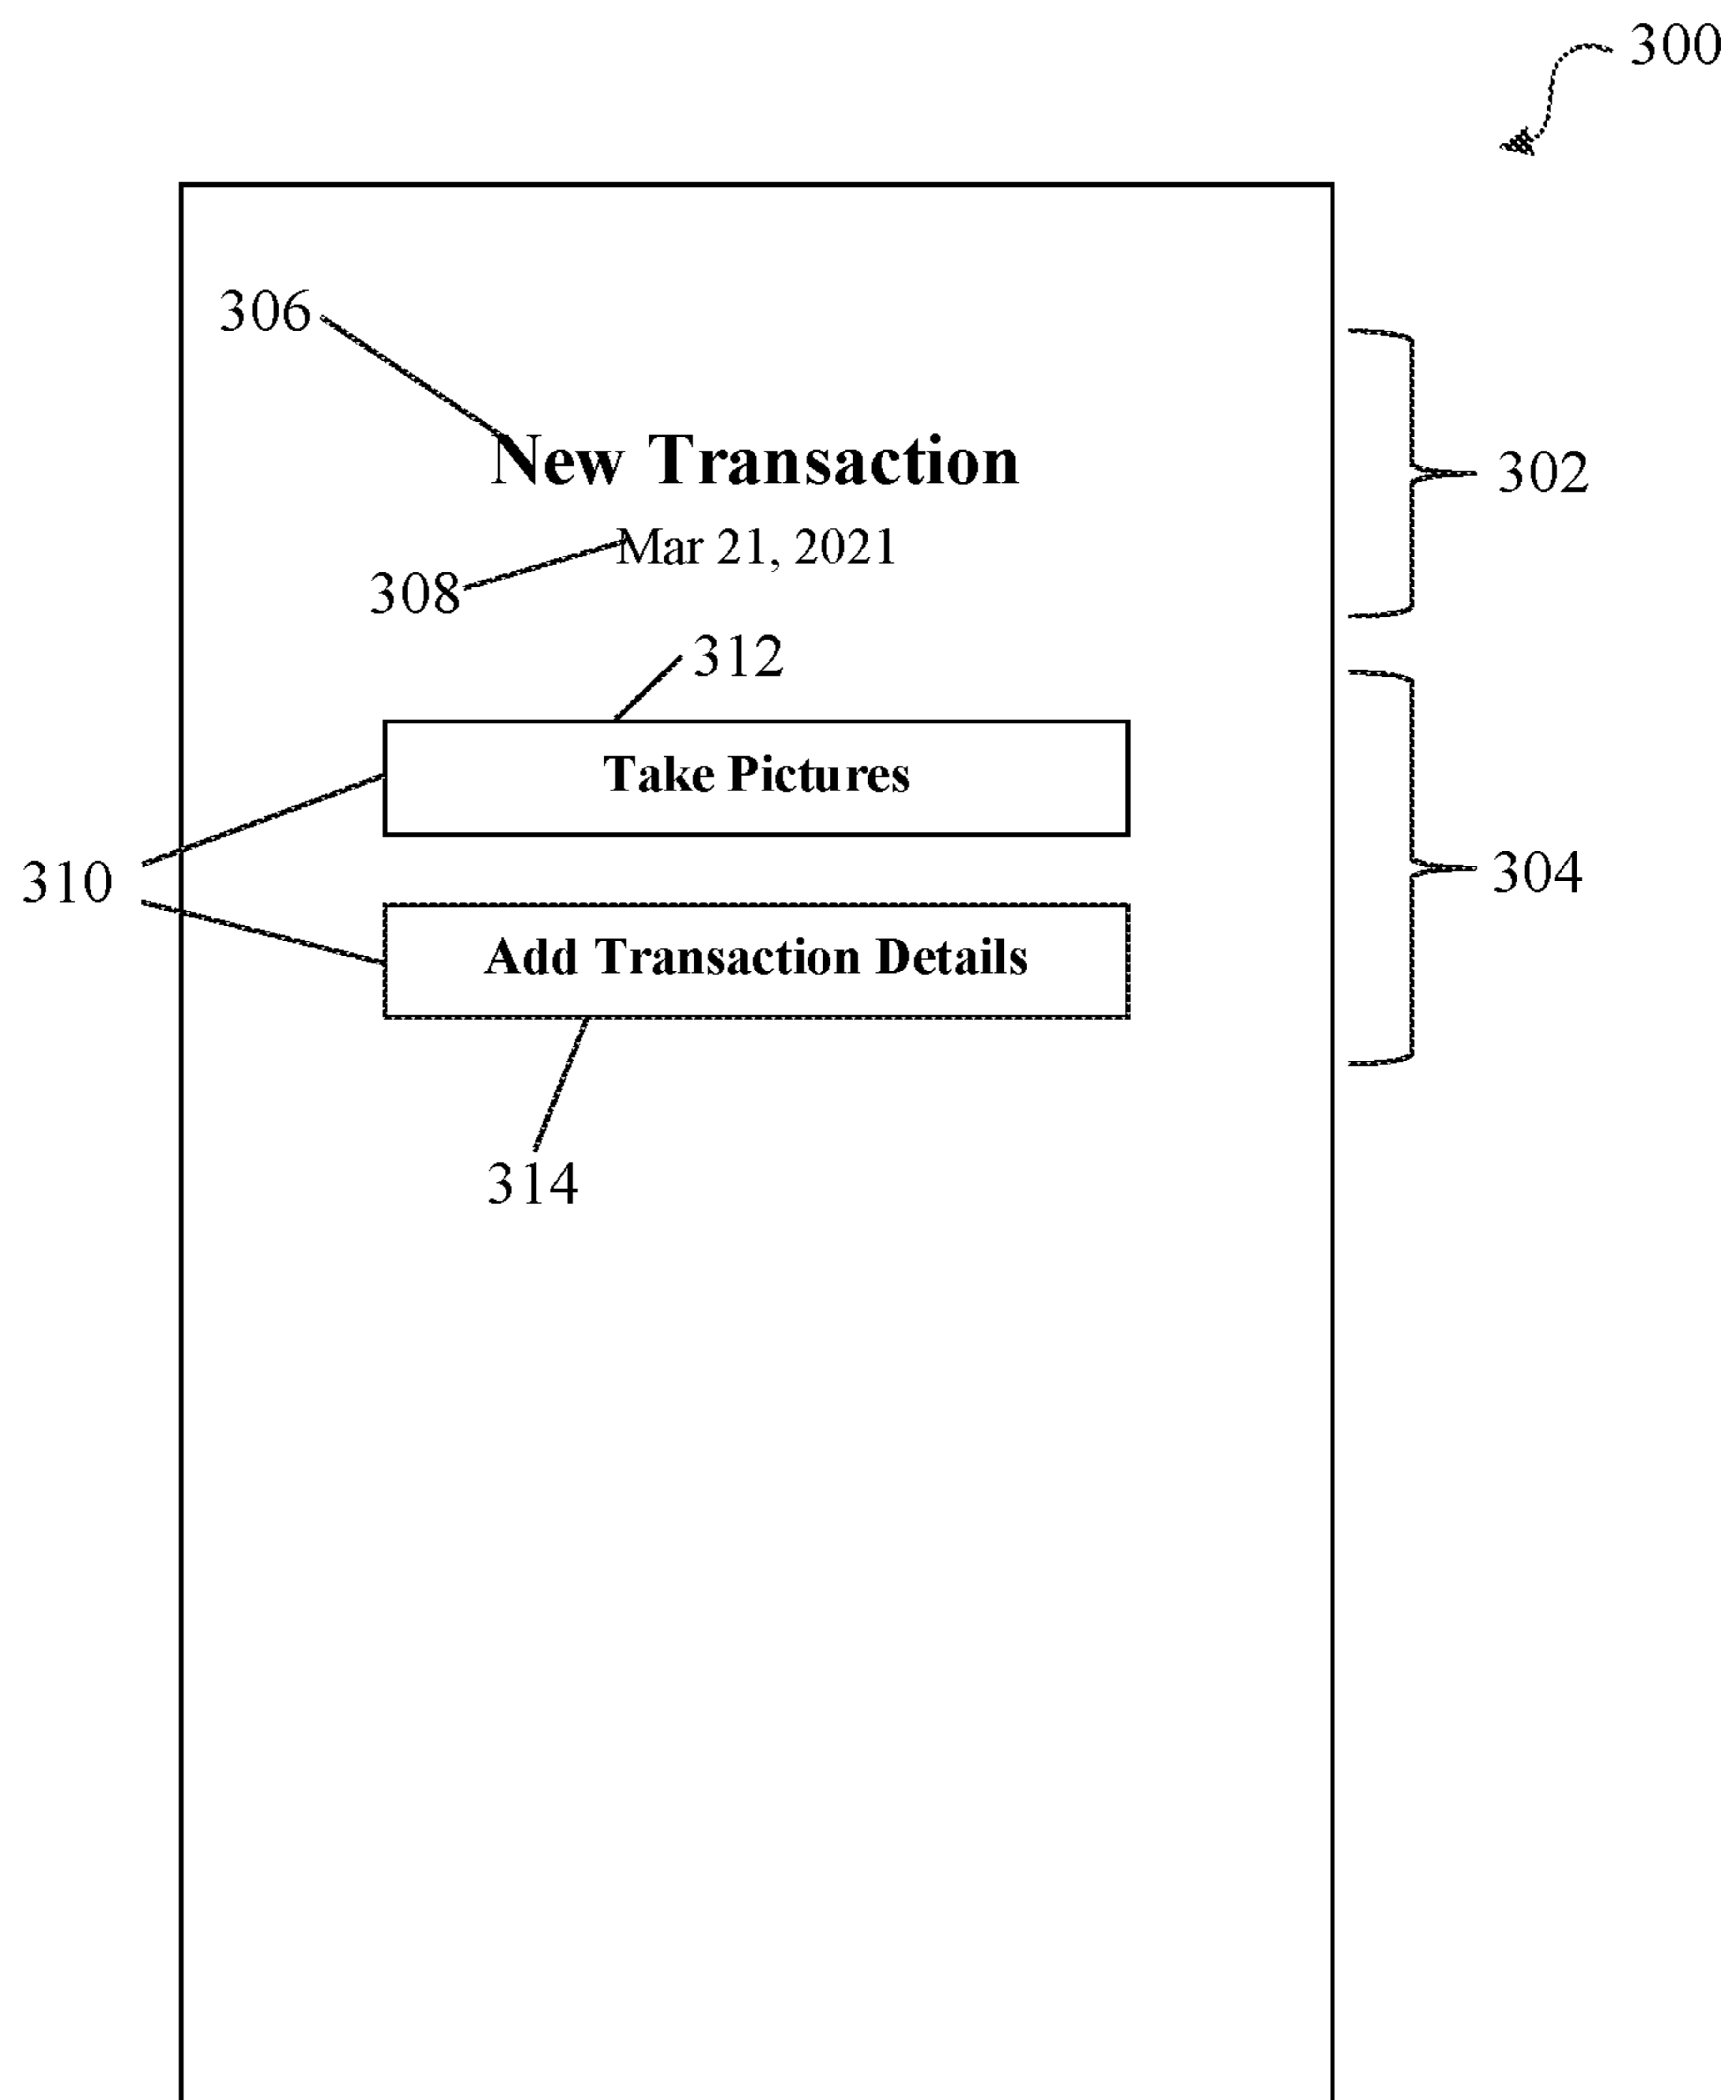 300
306
New Transaction
302
Mar 21, 2021
308
312
Take Pictures
310
304
Add Transaction Details
314